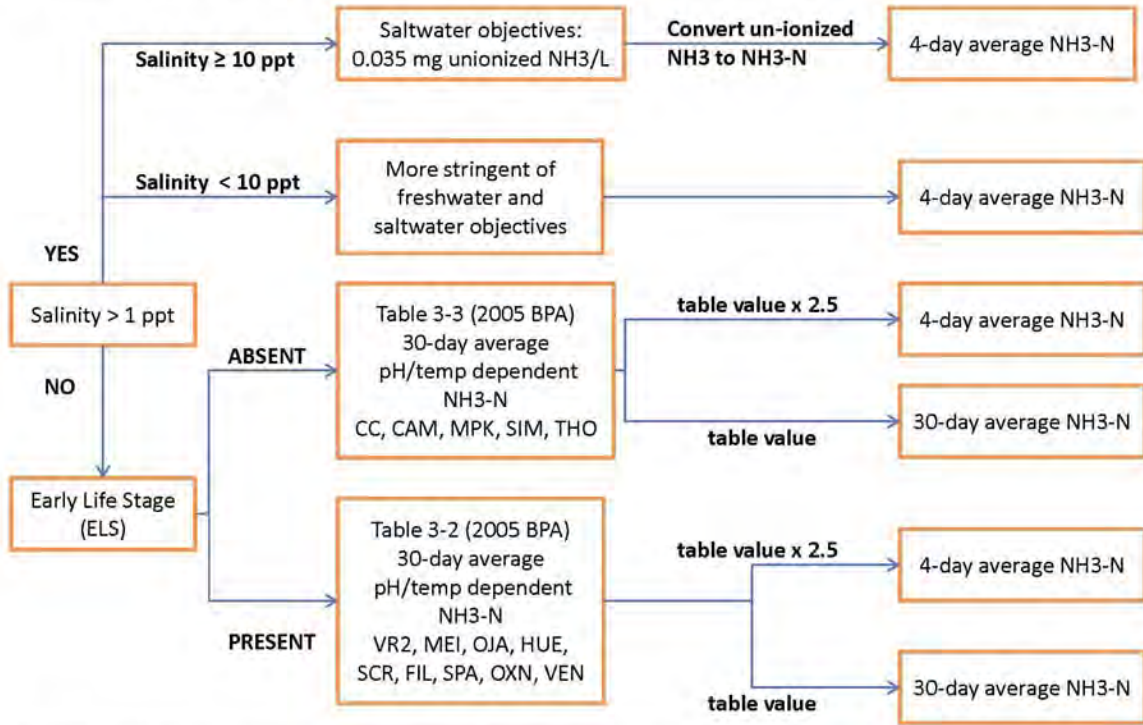 Salinity ≥ 10 ppt
Saltwater objectives:
0.035 mg unionized NH3/L
Convert un-ionized
NH3 to NH3-N
4-day average NH3-N
Salinity < 10 ppt
More stringent of
freshwater and
saltwater objectives
4-day average NH3-N
YES
Salinity > 1 ppt
NO
ABSENT
Table 3-3 (2005 BPA)
30-day average
pH/temp dependent
NH3-N
CC, CAM, MPK, SIM, THO
table value x 2.5
4-day average NH3-N
table value
30-day average NH3-N
Early Life Stage
(ELS)
PRESENT
Table 3-2 (2005 BPA)
30-day average
pH/temp dependent
NH3-N
VR2, MEI, OJA, HUE,
SCR, FIL, SPA, OXN, VEN
table value x 2.5
4-day average NH3-N
table value
30-day average NH3-N